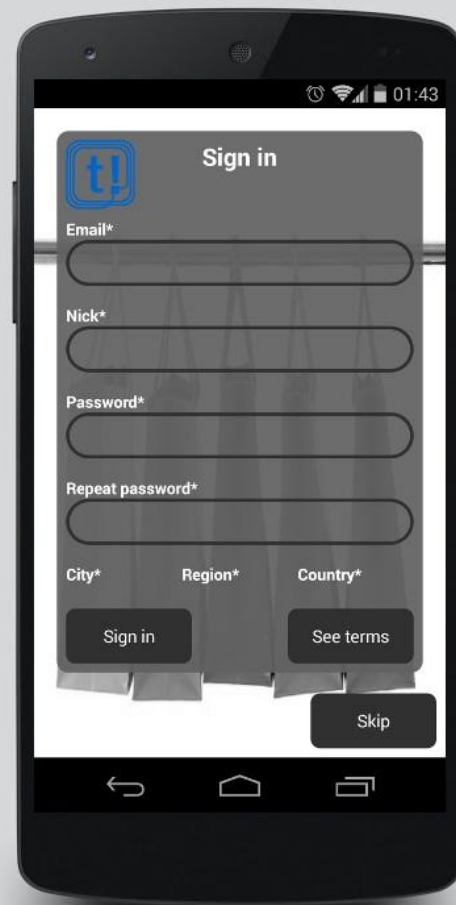 01:43
t!
Sign in
Email*
Nick*
Password*
Repeat password*
City* Region* Country*
Sign in See terms
Skip